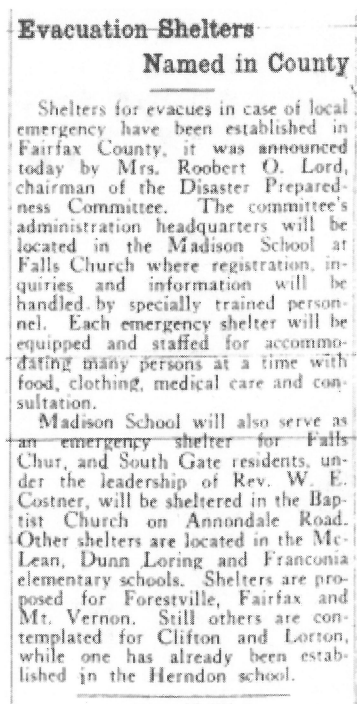 Evacuation Shelters
Named in County
Shelters for evacues in case of local
emergency have been established in
Fairfax County, it was announced
today by Mrs. Roobert O. Lord,
chairman of the Disaster Prepared-
ness Committee. The committee's
administration headquarters will be
located in the Madison School at
Falls Church where registration, in-
quiries and information will be
handled by specially trained person-
nel. Each emergency shelter will be
equipped and staffed for accommo-
dating many persons at a time with
food, clothing, medical care and con-
sultation.
Madison School will also serve as
an emergency shelter for Falls
Chur, and South Gate residents, un-
der the leadership of Rev. W. E.
Costner, will be sheltered in the Bap-
tist Church on Annondale Road.
Other shelters are located in the Mc-
Lean, Dunn Loring and Franconia
elementary schools. Shelters are pro-
posed for Forestville, Fairfax and
Mt. Vernon. Still others are con-
templated for Clifton and Lorton,
while one has already been estab-
lished in the Herndon school.